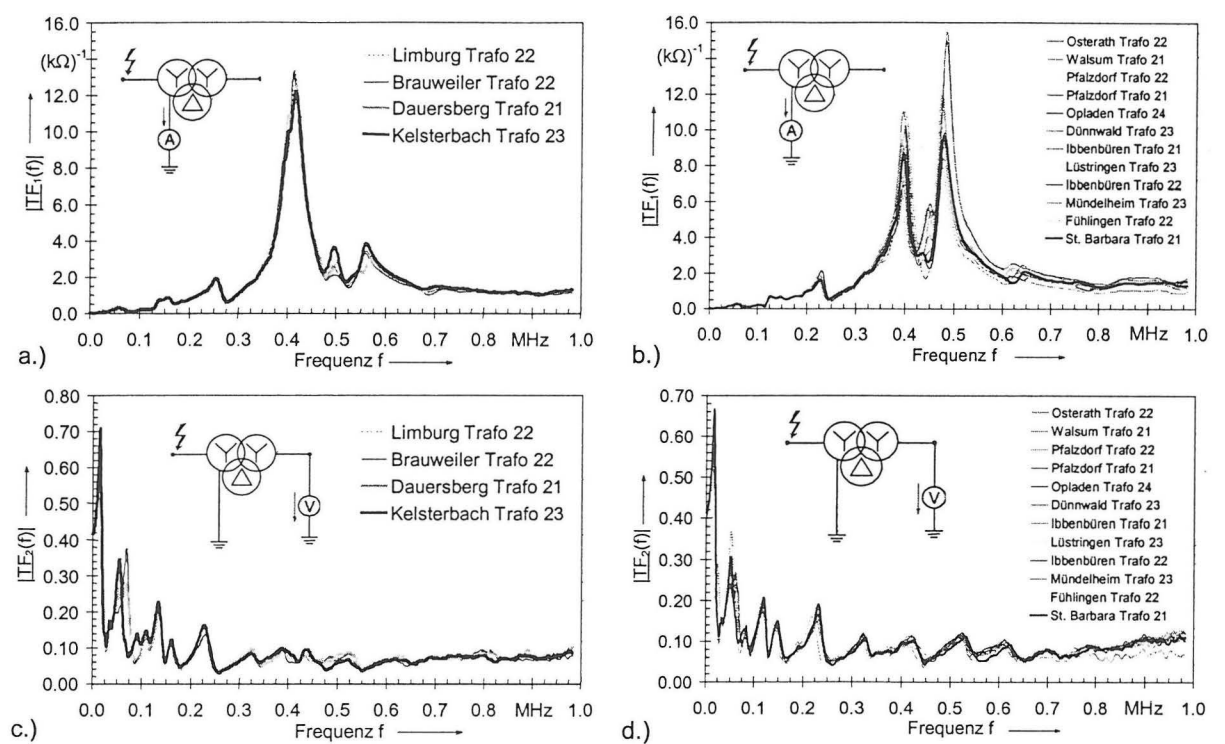 16.0
(kΩ)⁻¹
12.0
10.0
8.0
6.0
4.0
2.0
0.0
|TF₁(f)|
A
Limburg Trafo 22
Brauweiler Trafo 22
Dauersberg Trafo 21
Kelsterbach Trafo 23
0.0 0.1 0.2 0.3 0.4 0.5 0.6 0.7 0.8 MHz 1.0
a.) Frequenz f
16.0
(kΩ)⁻¹
12.0
10.0
8.0
6.0
4.0
2.0
0.0
|TF₁(f)|
A
Osterath Trafo 22
Walsum Trafo 21
Pfalzdorf Trafo 22
Pfalzdorf Trafo 21
Opladen Trafo 24
Dünnwald Trafo 23
Ibbenbüren Trafo 21
Lüstringen Trafo 23
Ibbenbüren Trafo 22
Mündelheim Trafo 23
Fühlingen Trafo 22
St. Barbara Trafo 21
0.0 0.1 0.2 0.3 0.4 0.5 0.6 0.7 0.8 MHz 1.0
b.) Frequenz f
0.80
0.70
0.60
0.50
0.40
0.30
0.20
0.10
0.00
|TF₂(f)|
V
Limburg Trafo 22
Brauweiler Trafo 22
Dauersberg Trafo 21
Kelsterbach Trafo 23
0.0 0.1 0.2 0.3 0.4 0.5 0.6 0.7 0.8 MHz 1.0
c.) Frequenz f
0.70
0.60
0.50
0.40
0.30
0.20
0.10
0.00
|TF₂(f)|
V
Osterath Trafo 22
Walsum Trafo 21
Pfalzdorf Trafo 22
Pfalzdorf Trafo 21
Opladen Trafo 24
Dünnwald Trafo 23
Ibbenbüren Trafo 21
Lüstringen Trafo 23
Ibbenbüren Trafo 22
Mündelheim Trafo 23
Fühlingen Trafo 22
St. Barbara Trafo 21
0.0 0.1 0.2 0.3 0.4 0.5 0.6 0.7 0.8 MHz 1.0
d.) Frequenz f